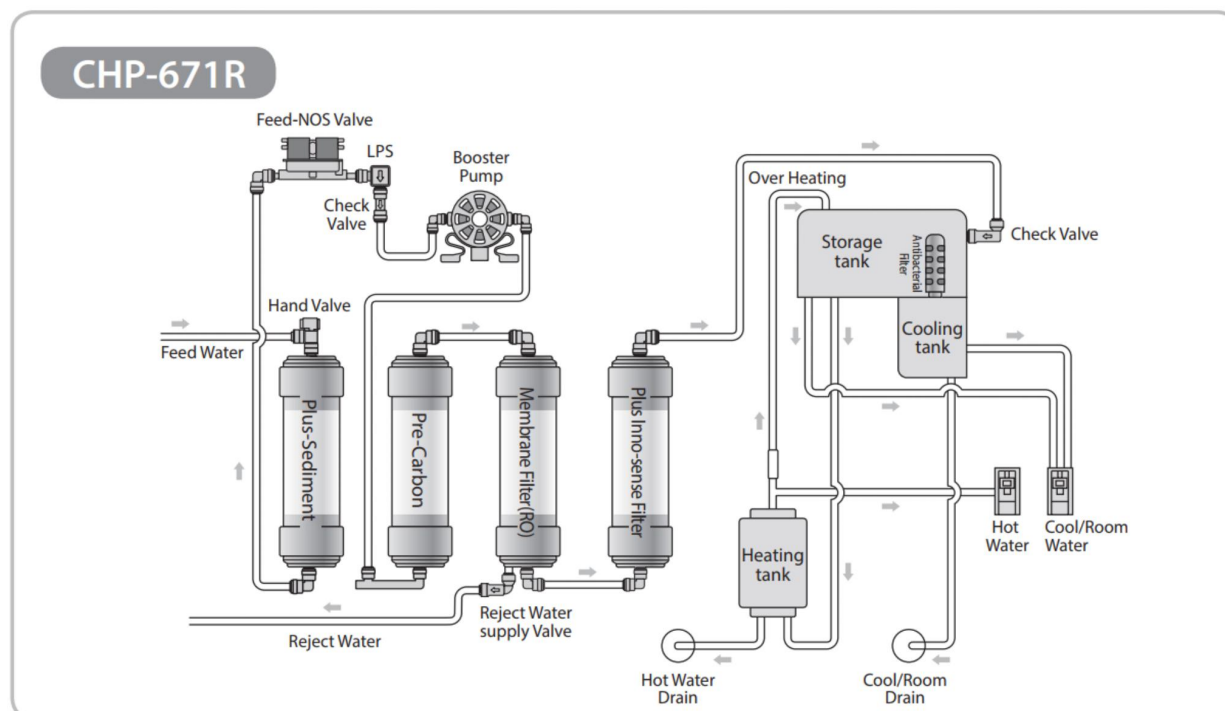 CHP-671R
Feed-NOS Valve
LPS
Booster
Pump
Check
Valve
Over Heating
Storage
tank
Antibacterial
Filter
Check Valve
Hand Valve
Feed Water
Cooling
tank
Plus-Sediment
Pre-Carbon
Membrane Filter(RO)
Plus Inno-sense Filter
Heating
tank
Hot
Water
Cool/Room
Water
Reject Water
Reject Water
supply Valve
Hot Water
Drain
Cool/Room
Drain